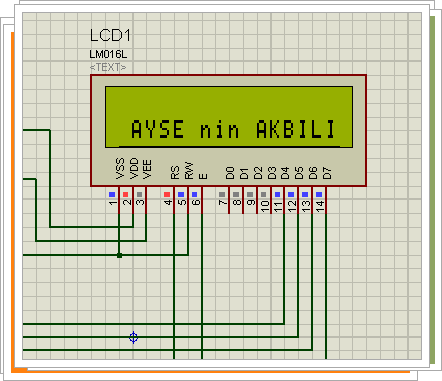 LCD1
LM016L
<TEXT>
AYSE nin AKBILI
VSS VDD VEE RS RW E D0 D1 D2 D3 D4 D5 D6 D7
1 2 3 4 5 6 7 8 9 10 11 12 13 14